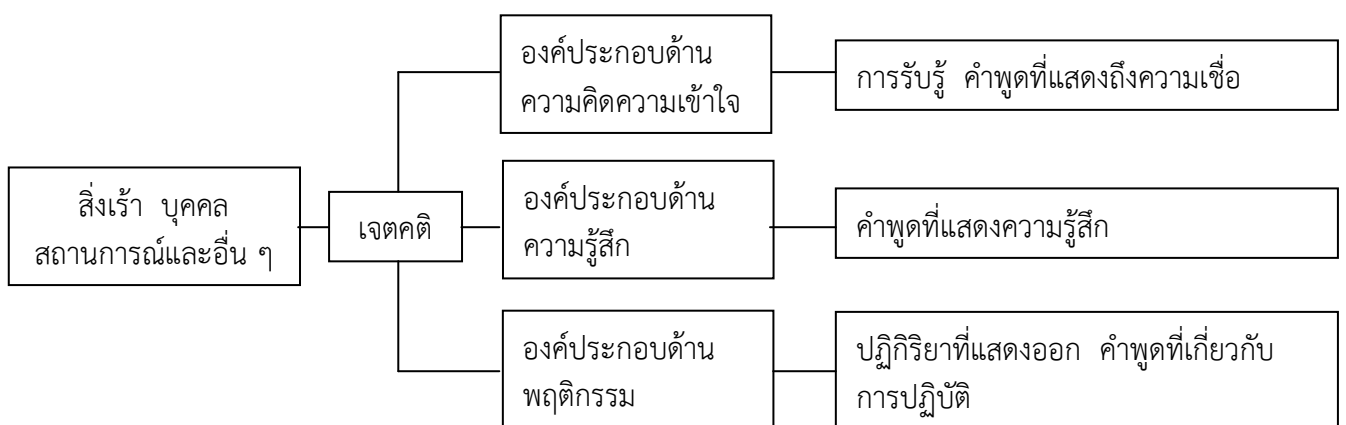 องค์ประกอบด้าน
ความคิดความเข้าใจ
การรับรู้ คำพูดที่แสดงถึงความเชื่อ
สิ่งเร้า บุคคล
สถานการณ์และอื่น ๆ
เจตคติ
องค์ประกอบด้าน
ความรู้สึก
คำพูดที่แสดงความรู้สึก
องค์ประกอบด้าน
พฤติกรรม
ปฏิกิริยาที่แสดงออก คำพูดที่เกี่ยวกับ
การปฏิบัติ